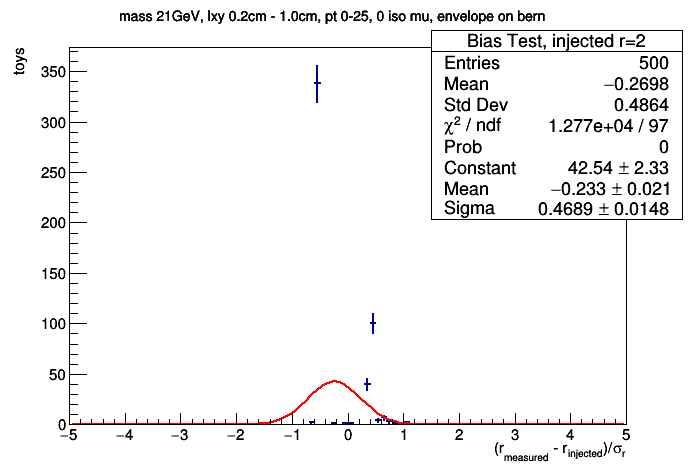 mass 21GeV, lxy 0.2cm - 1.0cm, pt 0-25, 0 iso mu, envelope on bern
Bias Test, injected r=2
Entries 500
Mean −0.2698
Std Dev 0.4864
χ² / ndf 1.277e+04 / 97
Prob 0
Constant 42.54 ± 2.33
Mean −0.233 ± 0.021
Sigma 0.4689 ± 0.0148
toys
350
300
250
200
150
100
50
0
−5 −4 −3 −2 −1 0 1 2 3 4 5
(r_measured - r_injected)/σ_r